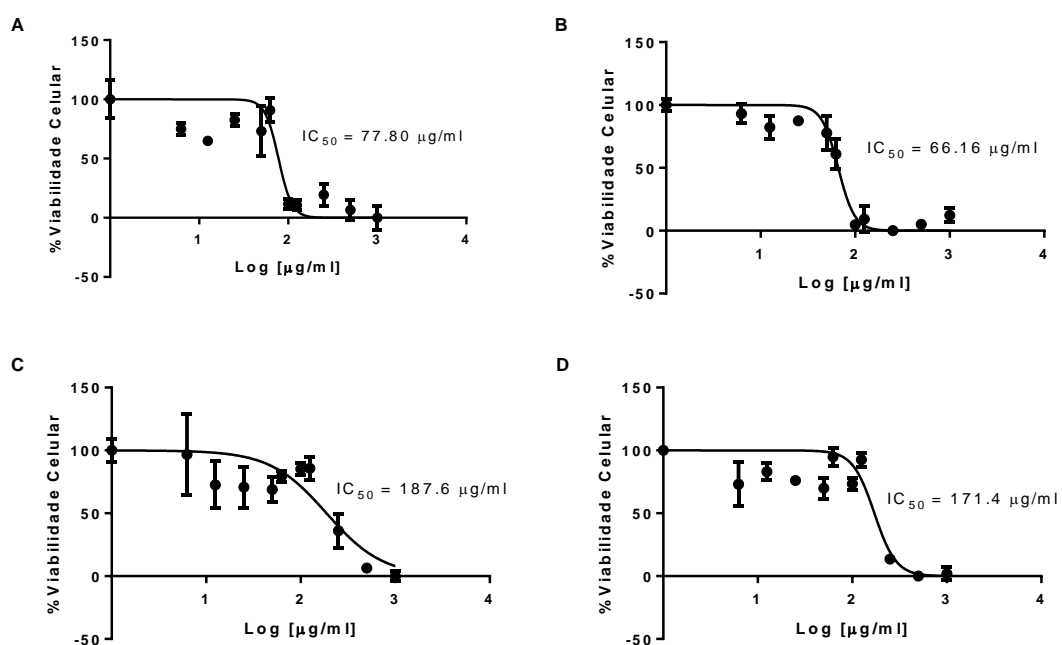 A
150
100
50
0
-50
% Viabilidade Celular
IC50 = 77.80 μg/ml
1 2 3 4
Log [μg/ml]
B
150
100
50
0
-50
% Viabilidade Celular
IC50 = 66.16 μg/ml
1 2 3 4
Log [μg/ml]
C
150
100
50
0
-50
% Viabilidade Celular
IC50 = 187.6 μg/ml
1 2 3 4
Log [μg/ml]
D
150
100
50
0
-50
% Viabilidade Celular
IC50 = 171.4 μg/ml
1 2 3 4
Log [μg/ml]